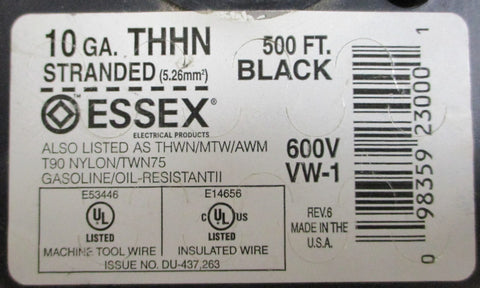 10 GA. THHN
500 FT.
STRANDED (5.26mm²)
BLACK
ESSEX™
ELECTRICAL PRODUCTS
ALSO LISTED AS THWN/MTW/AWM
T90 NYLON/TWN75
GASOLINE/OIL-RESISTANTII
600V
VW-1
E53446
UL
LISTED
MACHINE TOOL WIRE
E14656
C UL US
LISTED
INSULATED WIRE
ISSUE NO. DU-437,263
REV.6
MADE IN THE
U.S.A.
0 98359 23000 1